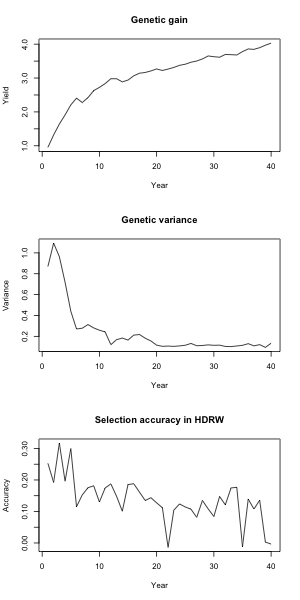 Genetic gain
4.0
3.0
2.0
1.0
Yield
0 10 20 30 40
Year
Genetic variance
1.0
0.8
0.6
0.4
0.2
Variance
0 10 20 30 40
Year
Selection accuracy in HDRW
0.30
0.20
0.10
0.00
Accuracy
0 10 20 30 40
Year